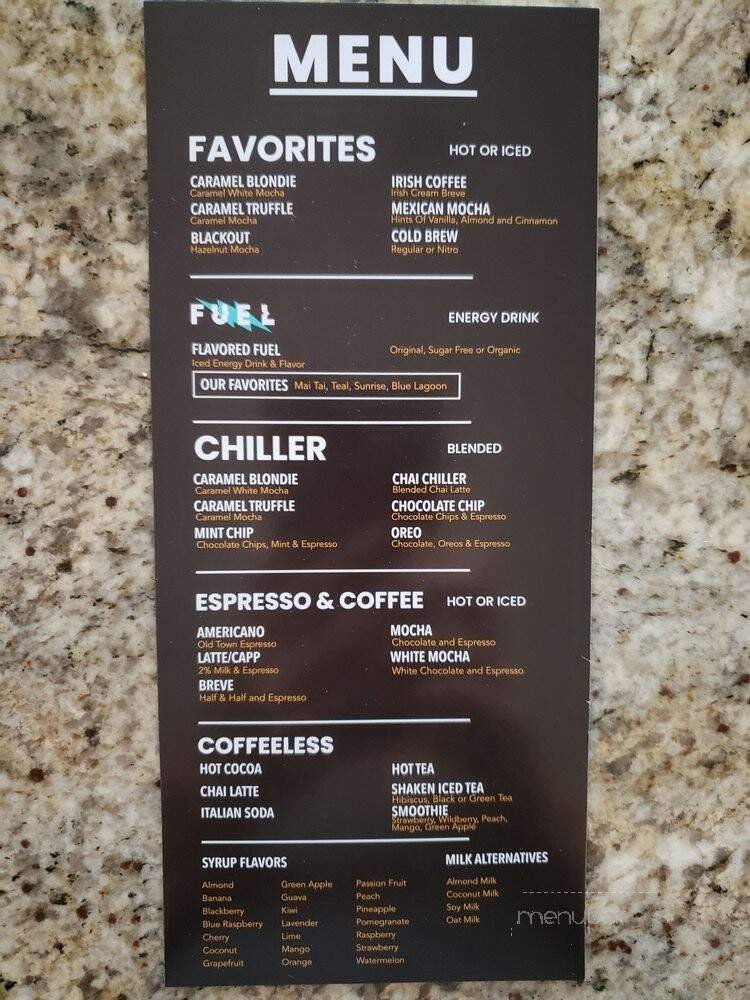 MENU
FAVORITES HOT OR ICED
CARAMEL BLONDIE
Caramel White Mocha
CARAMEL TRUFFLE
Caramel Mocha
BLACKOUT
Hazelnut Mocha
IRISH COFFEE
Irish Cream Breve
MEXICAN MOCHA
Hints Of Vanilla, Almond and Cinnamon
COLD BREW
Regular or Nitro
FUEL ENERGY DRINK
FLAVORED FUEL
Iced Energy Drink & Flavor
Original, Sugar Free or Organic
OUR FAVORITES Mai Tai, Teal, Sunrise, Blue Lagoon
CHILLER BLENDED
CARAMEL BLONDIE
Caramel White Mocha
CARAMEL TRUFFLE
Caramel Mocha
MINT CHIP
Chocolate Chips, Mint & Espresso
CHAI CHILLER
Blended Chai Latte
CHOCOLATE CHIP
Chocolate Chips & Espresso
OREO
Chocolate, Oreos & Espresso
ESPRESSO & COFFEE HOT OR ICED
AMERICANO
Old Town Espresso
LATTE/CAPP
2% Milk & Espresso
BREVE
Half & Half and Espresso
MOCHA
Chocolate and Espresso
WHITE MOCHA
White Chocolate and Espresso
COFFEELESS
HOT COCOA
CHAI LATTE
ITALIAN SODA
HOT TEA
SHAKEN ICED TEA
Hibiscus, Black or Green Tea
SMOOTHIE
Strawberry, Wildberry, Peach,
Mango, Green Apple
SYRUP FLAVORS
Almond
Banana
Blackberry
Blue Raspberry
Cherry
Coconut
Grapefruit
Green Apple
Guava
Kiwi
Lavender
Lime
Mango
Orange
Passion Fruit
Peach
Pineapple
Pomegranate
Raspberry
Strawberry
Watermelon
MILK ALTERNATIVES
Almond Milk
Coconut Milk
Soy Milk
Oat Milk